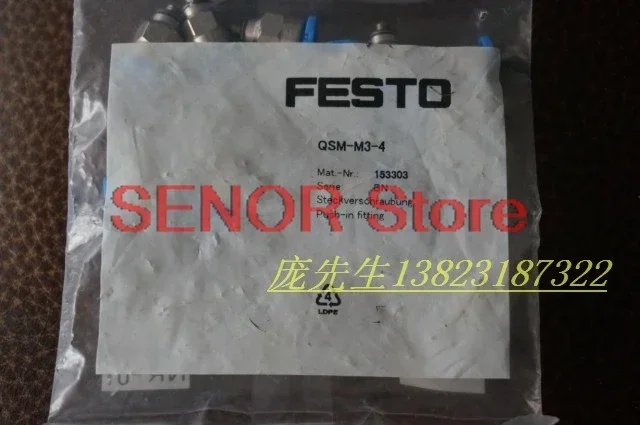 FESTO
QSM-M3-4
Mat.-Nr.: 153303
Serie BN
SENOR Store
Steckverschraubung
Push-in fitting
庞先生13823187322
4
LDPE